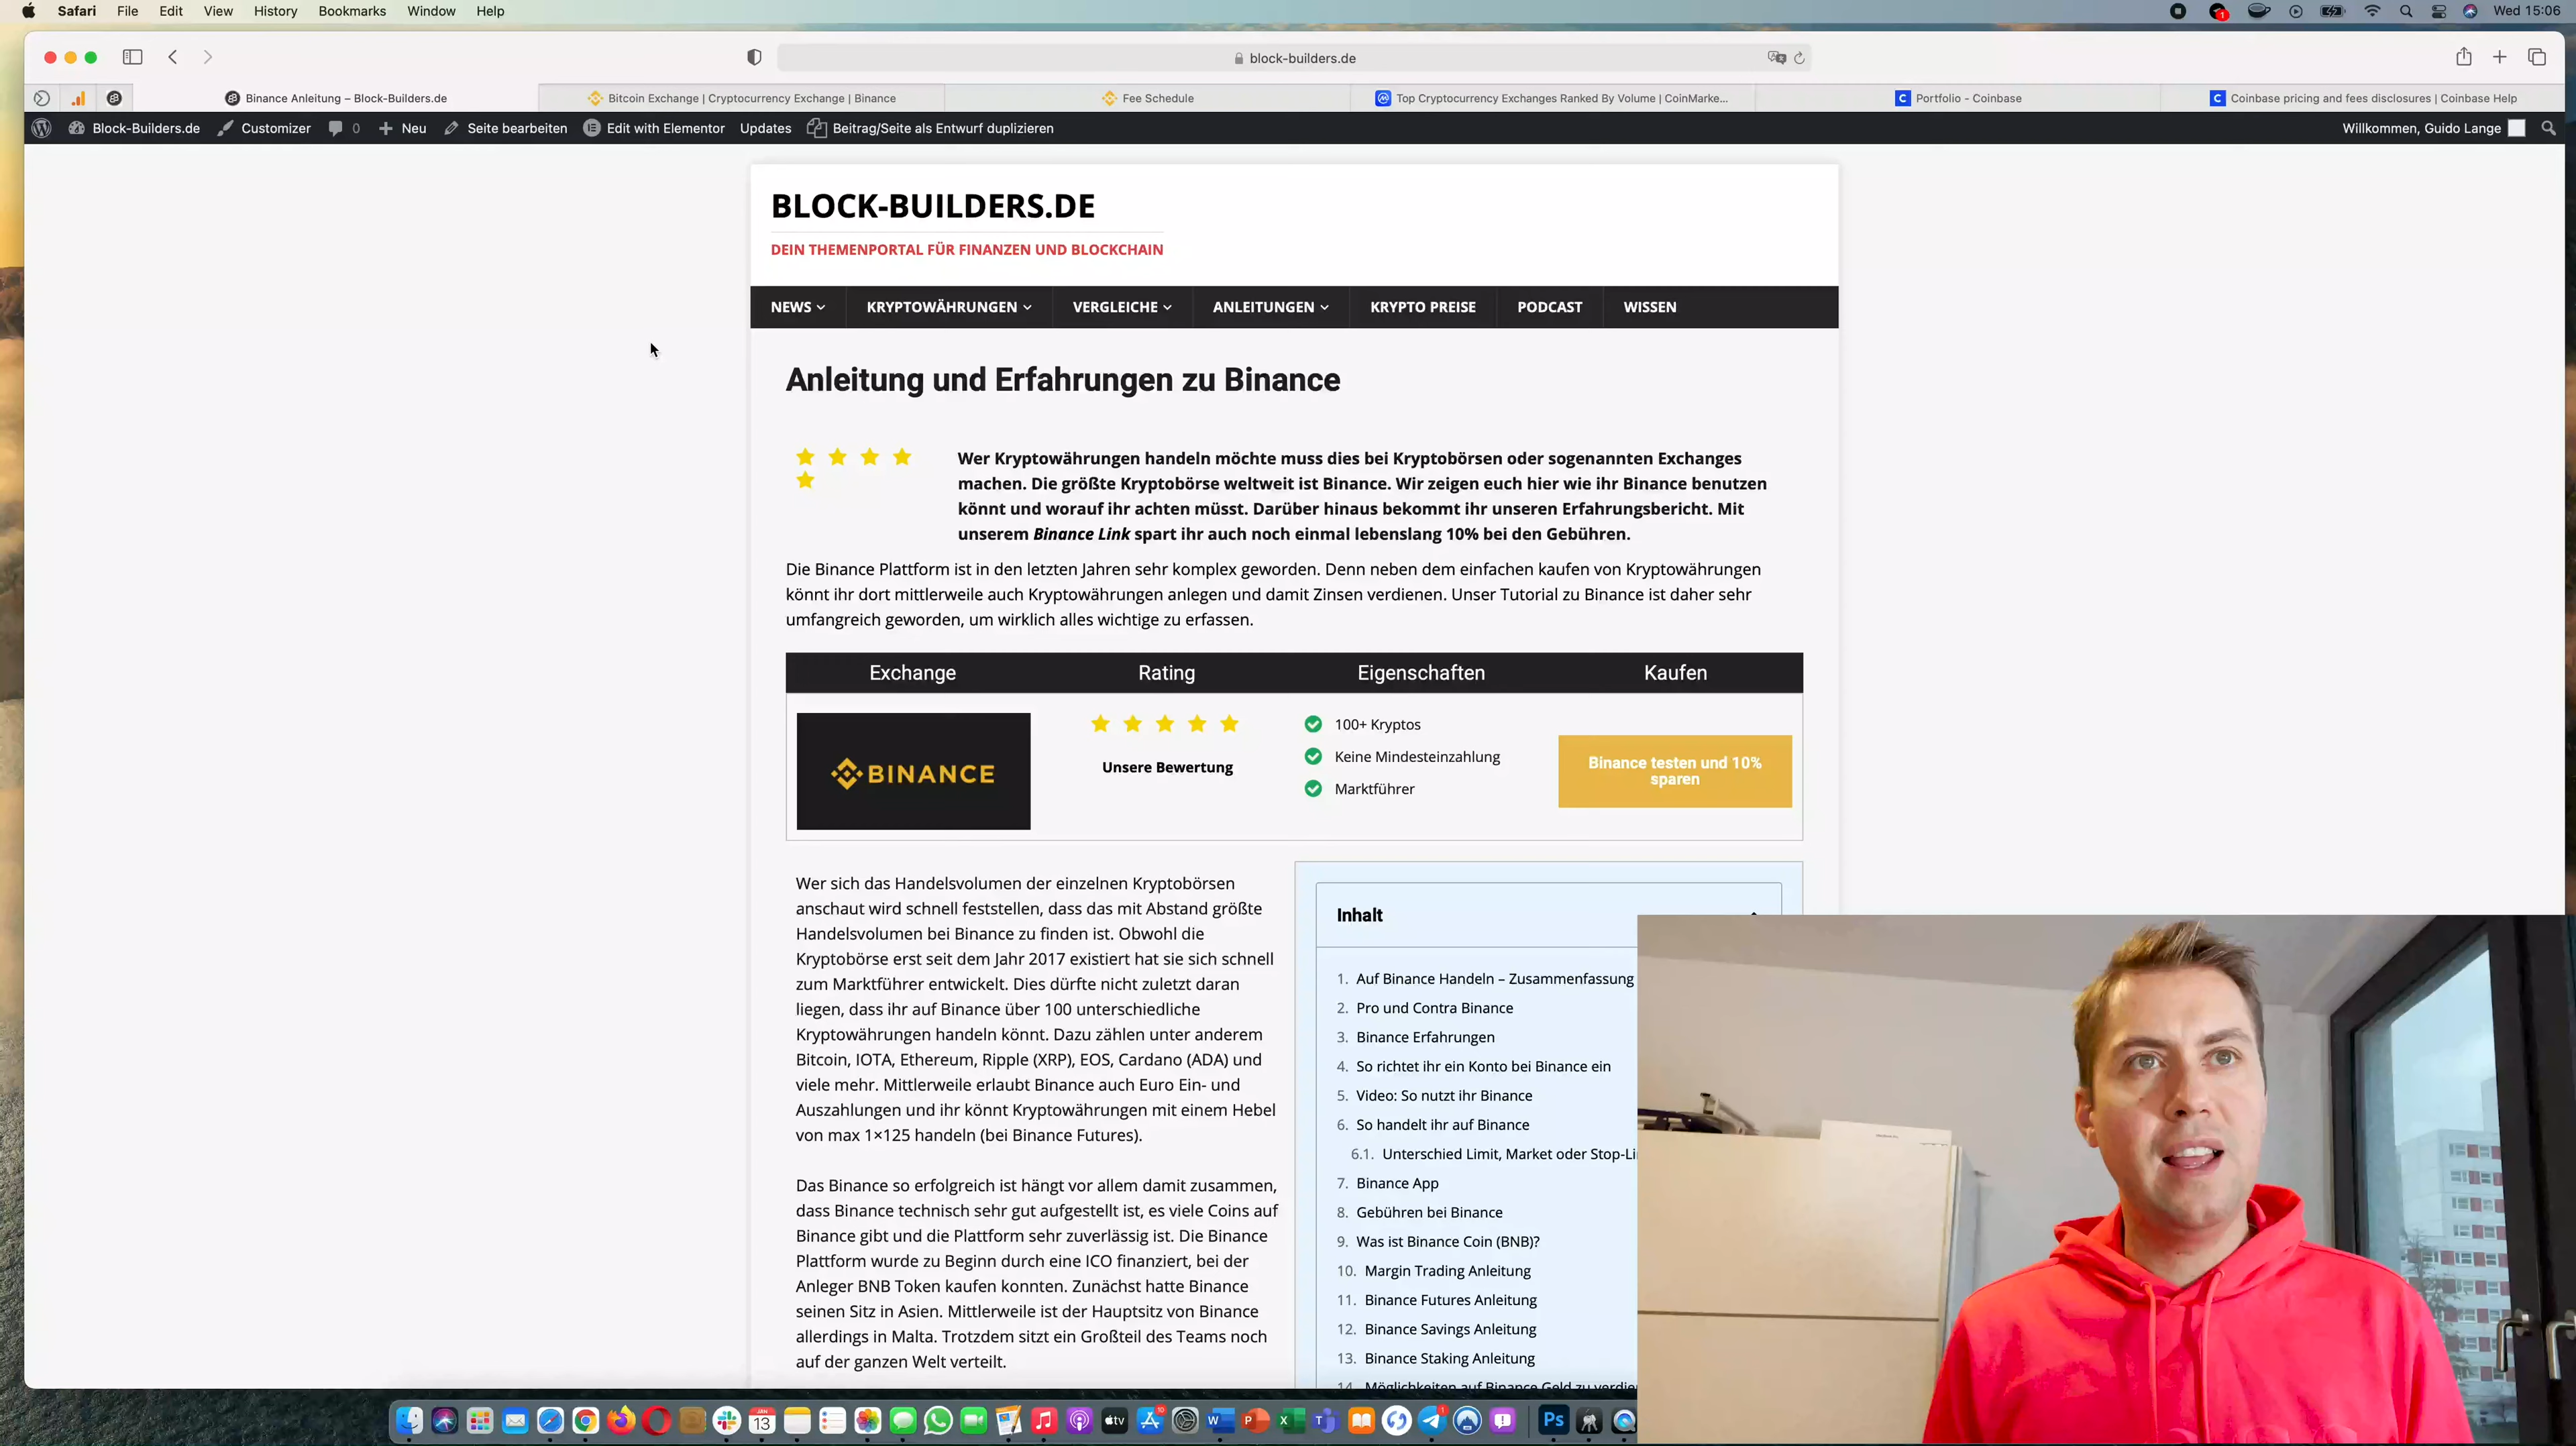 Safari File Edit View History Bookmarks Window Help
1
Wed 15:06
block-builders.de
Binance Anleitung – Block-Builders.de
Bitcoin Exchange | Cryptocurrency Exchange | Binance
Fee Schedule
Top Cryptocurrency Exchanges Ranked By Volume | CoinMarke...
Portfolio - Coinbase
Coinbase pricing and fees disclosures | Coinbase Help
Block-Builders.de Customizer 0 Neu Seite bearbeiten Edit with Elementor Updates Beitrag/Seite als Entwurf duplizieren
Willkommen, Guido Lange
BLOCK-BUILDERS.DE
DEIN THEMENPORTAL FÜR FINANZEN UND BLOCKCHAIN
NEWS KRYPTOWÄHRUNGEN VERGLEICHE ANLEITUNGEN KRYPTO PREISE PODCAST WISSEN
Anleitung und Erfahrungen zu Binance
Wer Kryptowährungen handeln möchte muss dies bei Kryptobörsen oder sogenannten Exchanges
machen. Die größte Kryptobörse weltweit ist Binance. Wir zeigen euch hier wie ihr Binance benutzen
könnt und worauf ihr achten müsst. Darüber hinaus bekommt ihr unseren Erfahrungsbericht. Mit
unserem Binance Link spart ihr auch noch einmal lebenslang 10% bei den Gebühren.
Die Binance Plattform ist in den letzten Jahren sehr komplex geworden. Denn neben dem einfachen kaufen von Kryptowährungen
könnt ihr dort mittlerweile auch Kryptowährungen anlegen und damit Zinsen verdienen. Unser Tutorial zu Binance ist daher sehr
umfangreich geworden, um wirklich alles wichtige zu erfassen.
Exchange Rating Eigenschaften Kaufen
BINANCE
Unsere Bewertung
100+ Kryptos
Keine Mindesteinzahlung
Marktführer
Binance testen und 10%
sparen
Wer sich das Handelsvolumen der einzelnen Kryptobörsen
anschaut wird schnell feststellen, dass das mit Abstand größte
Handelsvolumen bei Binance zu finden ist. Obwohl die
Kryptobörse erst seit dem Jahr 2017 existiert hat sie sich schnell
zum Marktführer entwickelt. Dies dürfte nicht zuletzt daran
liegen, dass ihr auf Binance über 100 unterschiedliche
Kryptowährungen handeln könnt. Dazu zählen unter anderem
Bitcoin, IOTA, Ethereum, Ripple (XRP), EOS, Cardano (ADA) und
viele mehr. Mittlerweile erlaubt Binance auch Euro Ein- und
Auszahlungen und ihr könnt Kryptowährungen mit einem Hebel
von max 1×125 handeln (bei Binance Futures).
Das Binance so erfolgreich ist hängt vor allem damit zusammen,
dass Binance technisch sehr gut aufgestellt ist, es viele Coins auf
Binance gibt und die Plattform sehr zuverlässig ist. Die Binance
Plattform wurde zu Beginn durch eine ICO finanziert, bei der
Anleger BNB Token kaufen konnten. Zunächst hatte Binance
seinen Sitz in Asien. Mittlerweile ist der Hauptsitz von Binance
allerdings in Malta. Trotzdem sitzt ein Großteil des Teams noch
auf der ganzen Welt verteilt.
Inhalt
1. Auf Binance Handeln – Zusammenfassung
2. Pro und Contra Binance
3. Binance Erfahrungen
4. So richtet ihr ein Konto bei Binance ein
5. Video: So nutzt ihr Binance
6. So handelt ihr auf Binance
6.1. Unterschied Limit, Market oder Stop-Li
7. Binance App
8. Gebühren bei Binance
9. Was ist Binance Coin (BNB)?
10. Margin Trading Anleitung
11. Binance Futures Anleitung
12. Binance Savings Anleitung
13. Binance Staking Anleitung
14. Möglichkeiten auf Binance Geld zu verdie
JAN
13
tv
10
W P X T
1
Ps